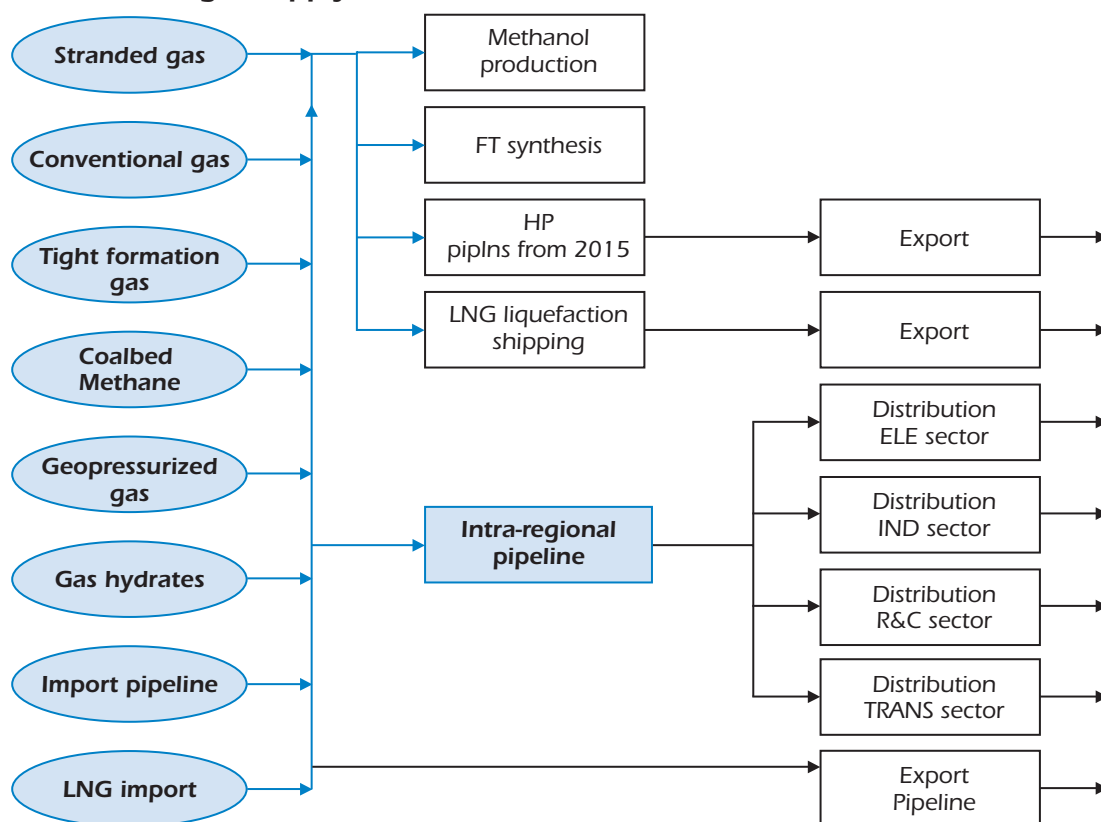 Stranded gas
Conventional gas
Tight formation
gas
Coalbed
Methane
Geopressurized
gas
Gas hydrates
Import pipeline
LNG import
Methanol
production
FT synthesis
HP
piplns from 2015
LNG liquefaction
shipping
Intra-regional
pipeline
Export
Export
Distribution
ELE sector
Distribution
IND sector
Distribution
R&C sector
Distribution
TRANS sector
Export
Pipeline